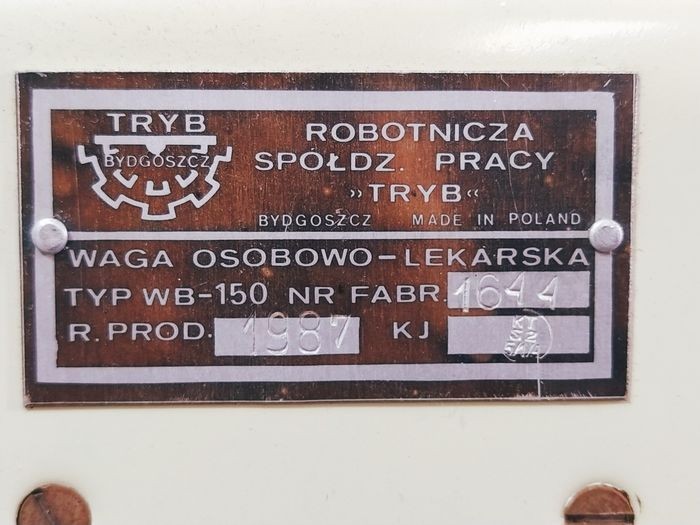 TRYB
BYDGOSZCZ
ROBOTNICZA
SPÓŁDZ. PRACY
»TRYB«
BYDGOSZCZ MADE IN POLAND
WAGA OSOBOWO-LEKARSKA
TYP WB-150 NR FABR. 1644
R. PROD. 1987 KJ